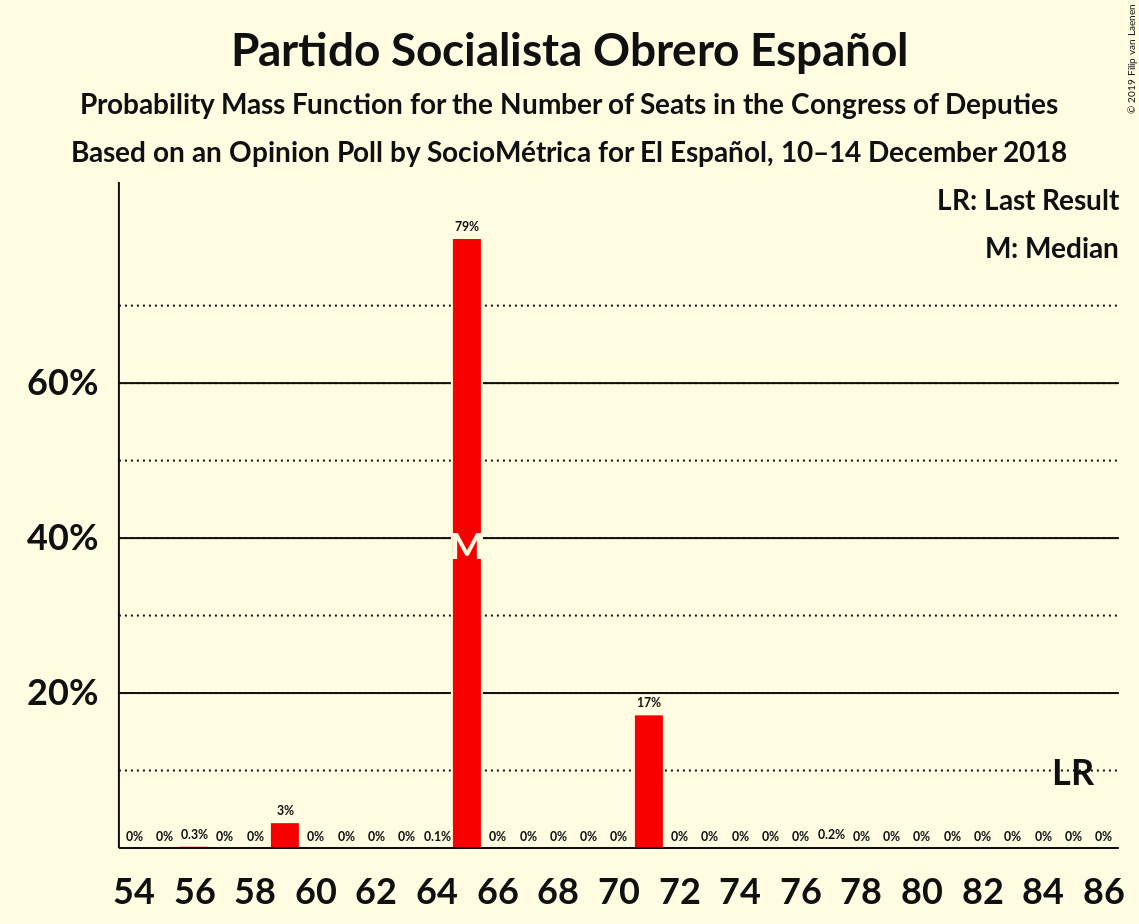 Partido Socialista Obrero Español
Probability Mass Function for the Number of Seats in the Congress of Deputies
Based on an Opinion Poll by SocioMétrica for El Español, 10–14 December 2018
© 2019 Filip van Laenen
LR: Last Result
M: Median
79%
60%
40%
M
20%
17%
LR
3%
0% 0% 0.3% 0% 0% 0% 0% 0% 0% 0.1% 0% 0% 0% 0% 0% 0% 0% 0% 0% 0% 0.2% 0% 0% 0% 0% 0% 0% 0% 0% 0%
54 56 58 60 62 64 66 68 70 72 74 76 78 80 82 84 86